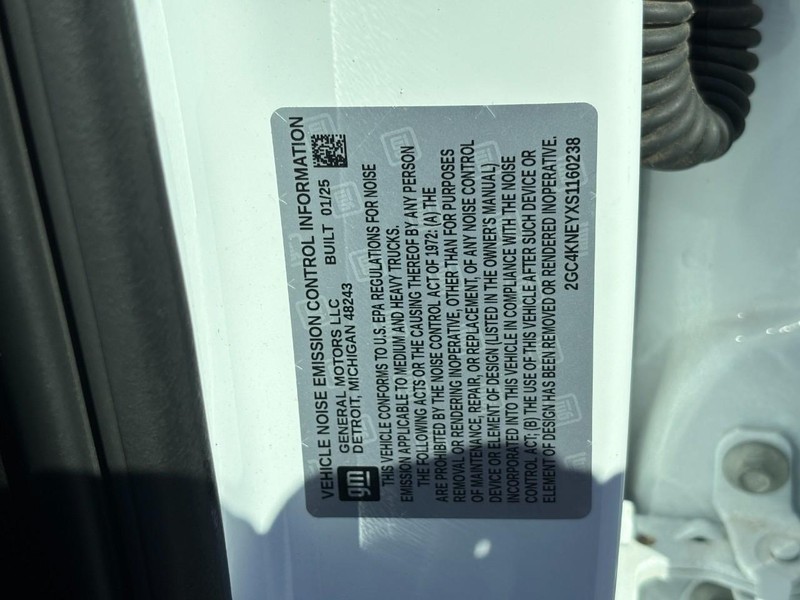 VEHICLE NOISE EMISSION CONTROL INFORMATION
GENERAL MOTORS LLC
DETROIT, MICHIGAN 48243
BUILT 01/25
gm
THIS VEHICLE CONFORMS TO U.S. EPA REGULATIONS FOR NOISE
EMISSION APPLICABLE TO MEDIUM AND HEAVY TRUCKS.
THE FOLLOWING ACTS OR THE CAUSING THEREOF BY ANY PERSON
ARE PROHIBITED BY THE NOISE CONTROL ACT OF 1972: (A) THE
REMOVAL OR RENDERING INOPERATIVE, OTHER THAN FOR PURPOSES
OF MAINTENANCE, REPAIR, OR REPLACEMENT, OF ANY NOISE CONTROL
DEVICE OR ELEMENT OF DESIGN (LISTED IN THE OWNER'S MANUAL)
INCORPORATED INTO THIS VEHICLE IN COMPLIANCE WITH THE NOISE
CONTROL ACT; (B) THE USE OF THIS VEHICLE AFTER SUCH DEVICE OR
ELEMENT OF DESIGN HAS BEEN REMOVED OR RENDERED INOPERATIVE.
2GC4KNEYXS1160238